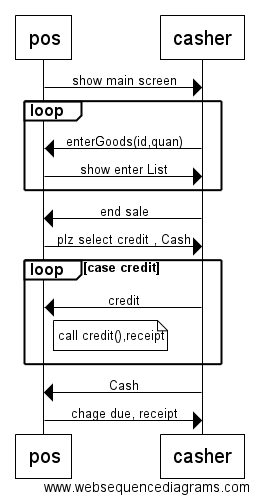 pos casher
show main screen
loop
enterGoods(id,quan)
show enter List
end sale
plz select credit , Cash
loop [case credit]
credit
call credit(),receipt
Cash
chage due, receipt
pos casher
www.websequencediagrams.com